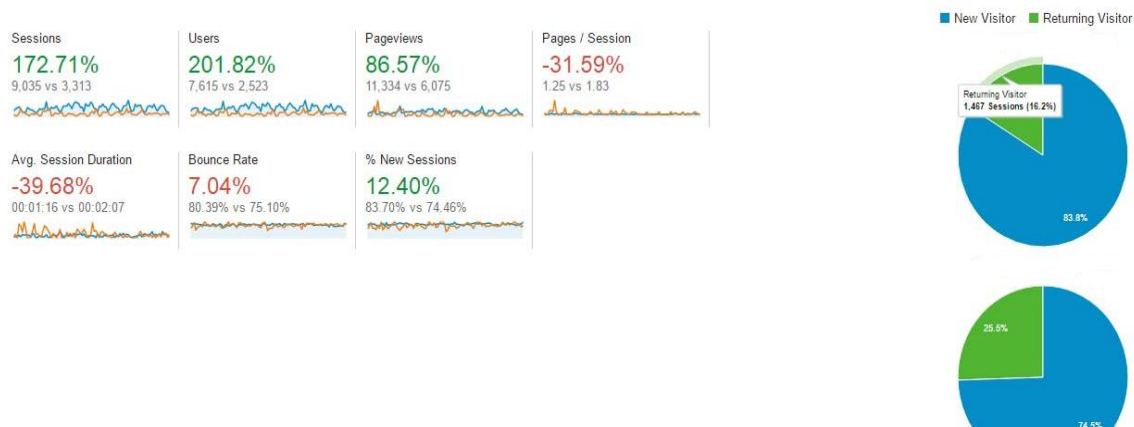 New Visitor Returning Visitor
Sessions
172.71%
9,035 vs 3,313
Users
201.82%
7,615 vs 2,523
Pageviews
86.57%
11,334 vs 6,075
Pages / Session
-31.59%
1.25 vs 1.83
Avg. Session Duration
-39.68%
00:01:16 vs 00:02:07
Bounce Rate
7.04%
80.39% vs 75.10%
% New Sessions
12.40%
83.70% vs 74.46%
Returning Visitor
1,467 Sessions (16.2%)
83.8%
25.5%
74.5%